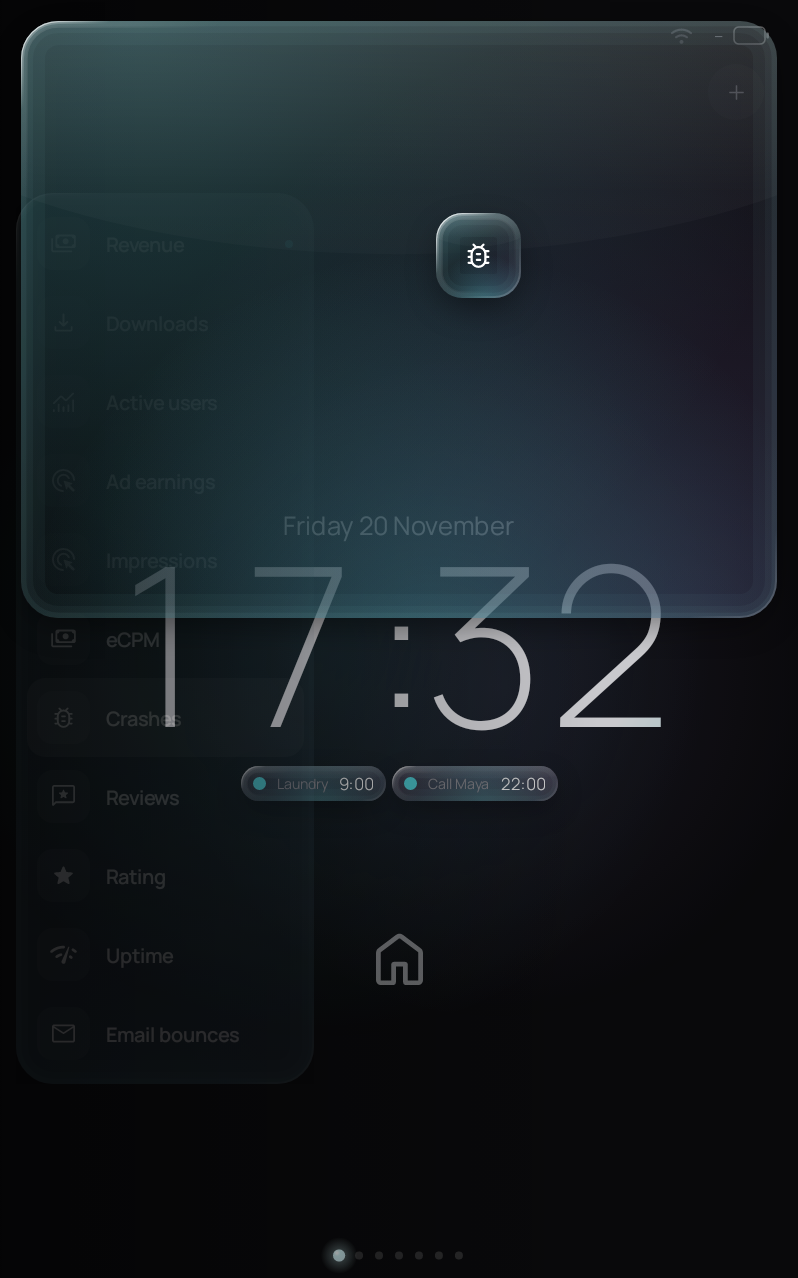 Revenue
Downloads
Active users
Ad earnings
Friday 20 November
Impressions
17:32
eCPM
Crashes
Laundry 9:00 Call Maya 22:00
Reviews
Rating
Uptime
Email bounces